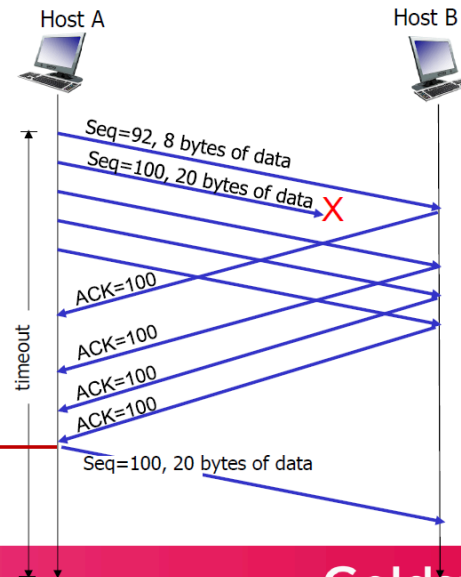 Host A
Host B
Seq=92, 8 bytes of data
Seq=100, 20 bytes of data
X
ACK=100
ACK=100
ACK=100
ACK=100
timeout
Seq=100, 20 bytes of data